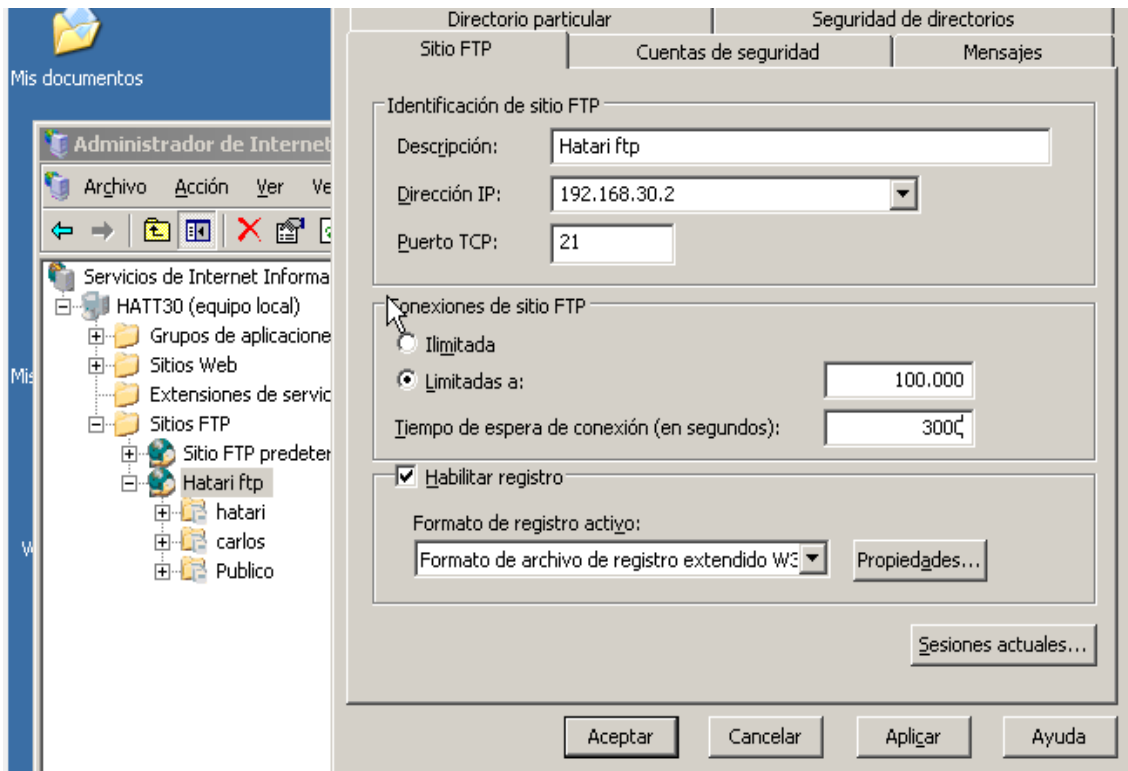 Mis documentos
Administrador de Internet
Archivo Acción Ver Ve
Servicios de Internet Informa
HATT30 (equipo local)
Grupos de aplicacione
Sitios Web
Extensiones de servic
Sitios FTP
Sitio FTP predeter
Hatari ftp
hatari
carlos
Publico
Mis
W
Directorio particular Seguridad de directorios
Sitio FTP Cuentas de seguridad Mensajes
Identificación de sitio FTP
Descripción: Hatari ftp
Dirección IP: 192.168.30.2
Puerto TCP: 21
Conexiones de sitio FTP
Ilimitada
Limitadas a: 100.000
Tiempo de espera de conexión (en segundos):
Habilitar registro
Formato de registro activo:
Formato de archivo de registro extendido W3 Propiedades...
Sesiones actuales...
Aceptar Cancelar Aplicar Ayuda